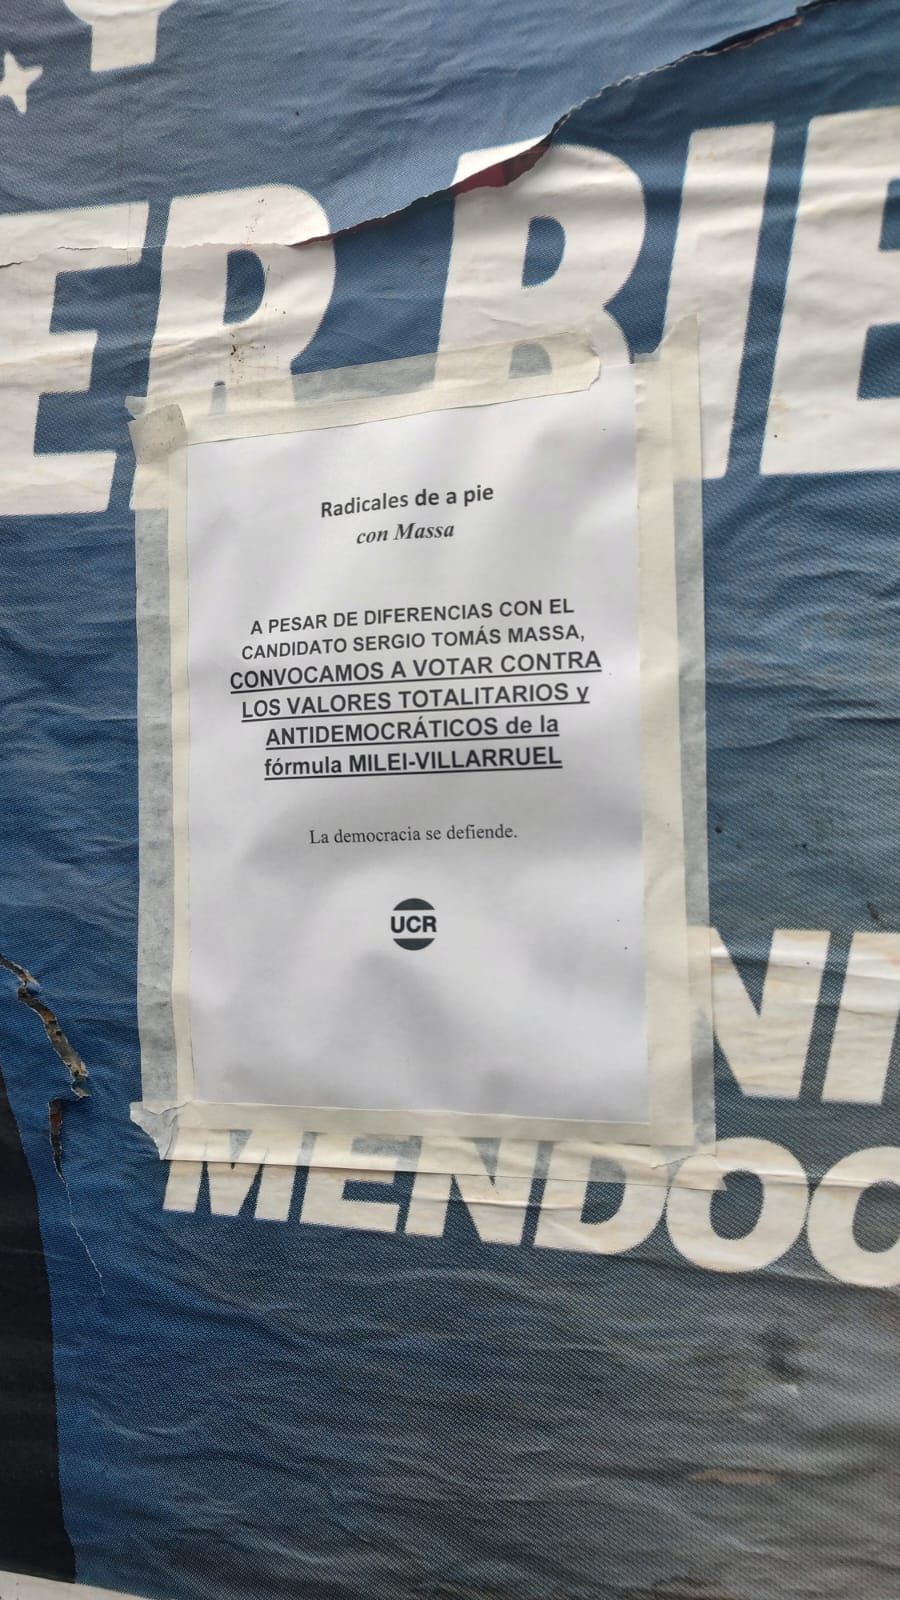 ER BIE
Radicales de a pie
con Massa
A PESAR DE DIFERENCIAS CON EL
CANDIDATO SERGIO TOMÁS MASSA,
CONVOCAMOS A VOTAR CONTRA
LOS VALORES TOTALITARIOS y
ANTIDEMOCRÁTICOS de la
fórmula MILEI-VILLARRUEL
La democracia se defiende.
UCR
NI
MENDOC